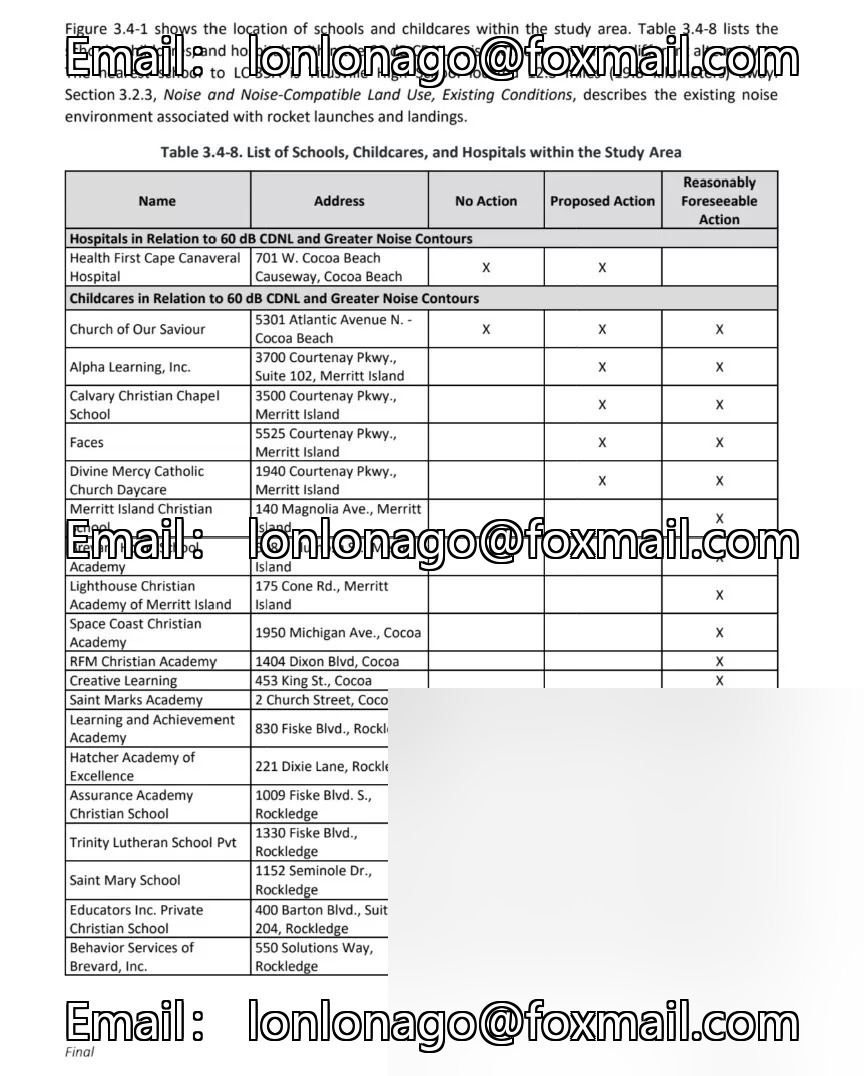 Figure 3.4-1 shows the location of schools and childcares within the study area. Table 3.4-8 lists the
Email： lonlonago@foxmail.com
Section 3.2.3, Noise and Noise-Compatible Land Use, Existing Conditions, describes the existing noise
environment associated with rocket launches and landings.
Table 3.4-8. List of Schools, Childcares, and Hospitals within the Study Area
Name Address No Action Proposed Action Reasonably
Foreseeable
Action
Hospitals in Relation to 60 dB CDNL and Greater Noise Contours
Health First Cape Canaveral 701 W. Cocoa Beach
Hospital Causeway, Cocoa Beach X X
Childcares in Relation to 60 dB CDNL and Greater Noise Contours
Church of Our Saviour 5301 Atlantic Avenue N. -
Cocoa Beach X X X
Alpha Learning, Inc. 3700 Courtenay Pkwy.,
Suite 102, Merritt Island X X
Calvary Christian Chapel 3500 Courtenay Pkwy.,
School Merritt Island X X
Faces 5525 Courtenay Pkwy.,
Merritt Island X X
Divine Mercy Catholic 1940 Courtenay Pkwy.,
Church Daycare Merritt Island X X
Merritt Island Christian 140 Magnolia Ave., Merritt
X
Email： lonlonago@foxmail.com
Academy Island X
Lighthouse Christian 175 Cone Rd., Merritt
Academy of Merritt Island Island X
Space Coast Christian
Academy 1950 Michigan Ave., Cocoa X
RFM Christian Academy 1404 Dixon Blvd, Cocoa X
Creative Learning 453 King St., Cocoa X
Saint Marks Academy 2 Church Street, Coco
Learning and Achievement
Academy 830 Fiske Blvd., Rockl
Hatcher Academy of
Excellence 221 Dixie Lane, Rockle
Assurance Academy 1009 Fiske Blvd. S.,
Christian School Rockledge
Trinity Lutheran School Pvt 1330 Fiske Blvd.,
Rockledge
Saint Mary School 1152 Seminole Dr.,
Rockledge
Educators Inc. Private 400 Barton Blvd., Suit
Christian School 204, Rockledge
Behavior Services of 550 Solutions Way,
Brevard, Inc. Rockledge
Email： lonlonago@foxmail.com
Final